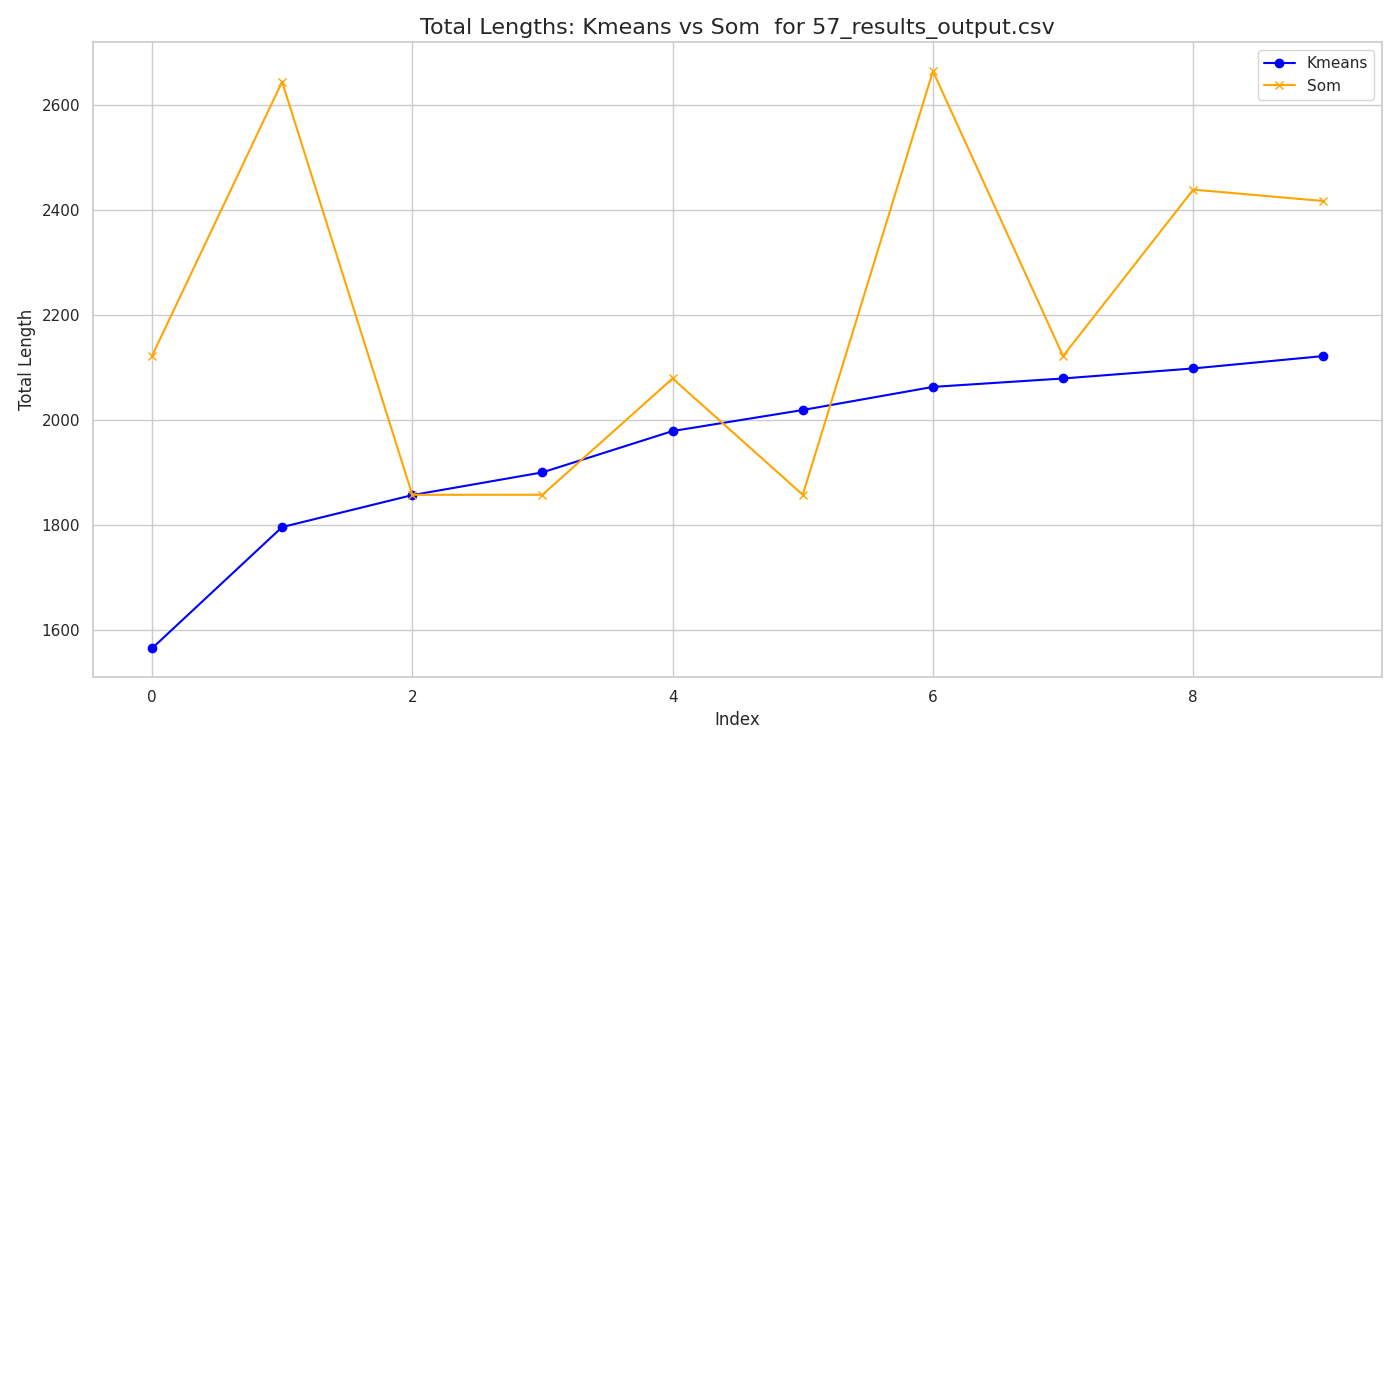 Total Lengths: Kmeans vs Som  for 57_results_output.csv
Kmeans
Som
Total Length
2600
2400
2200
2000
1800
1600
0 2 4 6 8
Index